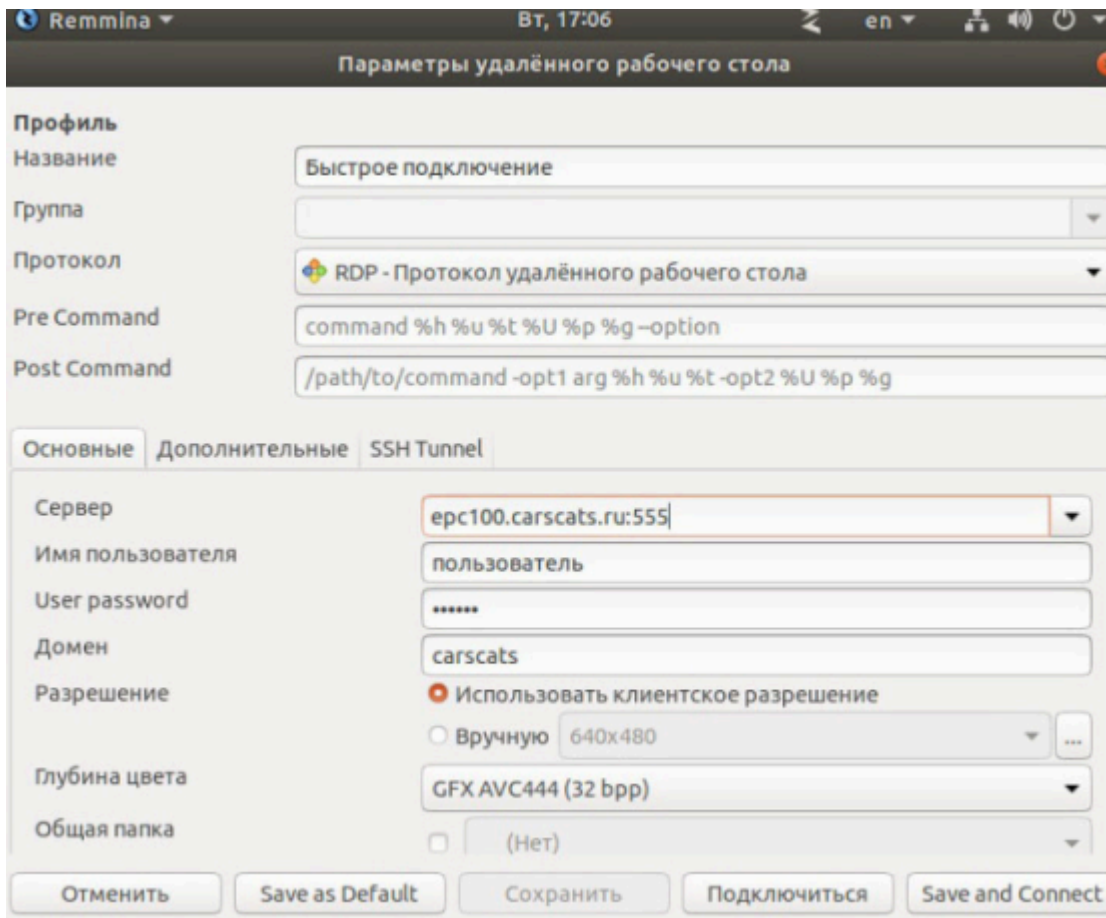 Remmina Вт, 17:06 en
Параметры удалённого рабочего стола
Профиль
Название Быстрое подключение
Группа
Протокол RDP - Протокол удалённого рабочего стола
Pre Command command %h %u %t %U %p %g --option
Post Command /path/to/command -opt1 arg %h %u %t -opt2 %U %p %g
Основные Дополнительные SSH Tunnel
Сервер epc100.carscats.ru:555
Имя пользователя пользователь
User password ••••••
Домен carscats
Разрешение Использовать клиентское разрешение
Вручную 640x480 ...
Глубина цвета GFX AVC444 (32 bpp)
Общая папка (Нет)
Отменить Save as Default Сохранить Подключиться Save and Connect